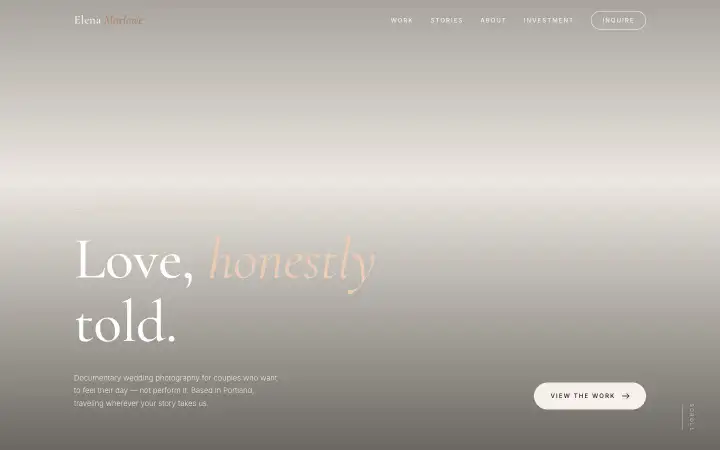 Elena Marlowe
WORK
STORIES
ABOUT
INVESTMENT
INQUIRE
Love, honestly
told.
Documentary wedding photography for couples who want
to feel their day — not perform it. Based in Portland,
traveling wherever your story takes us.
VIEW THE WORK →
SCROLL